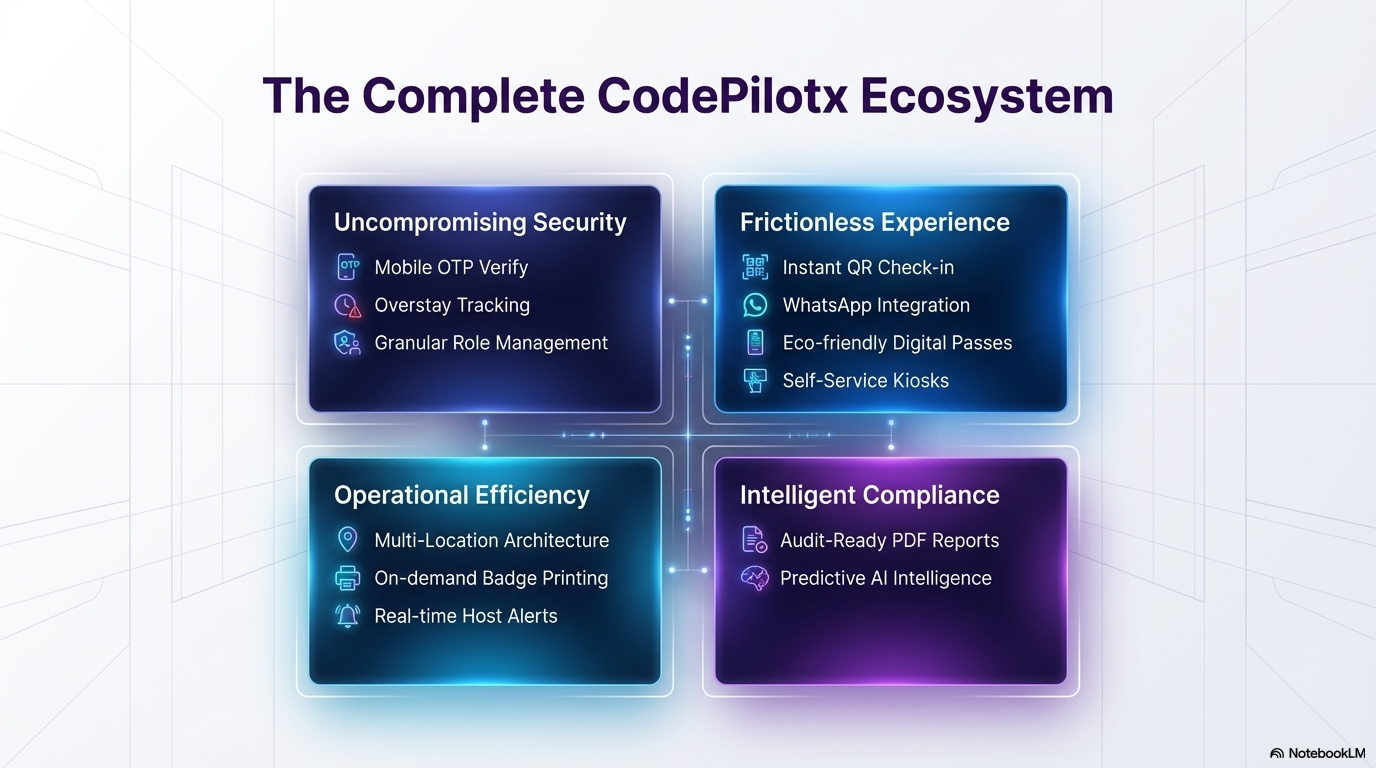 The Complete CodePilotx Ecosystem
Uncompromising Security
OTP
Mobile OTP Verify
Overstay Tracking
Granular Role Management
Frictionless Experience
Instant QR Check-in
WhatsApp Integration
Eco-friendly Digital Passes
Self-Service Kiosks
Operational Efficiency
Multi-Location Architecture
On-demand Badge Printing
Real-time Host Alerts
Intelligent Compliance
Audit-Ready PDF Reports
Predictive AI Intelligence
NotebookLM